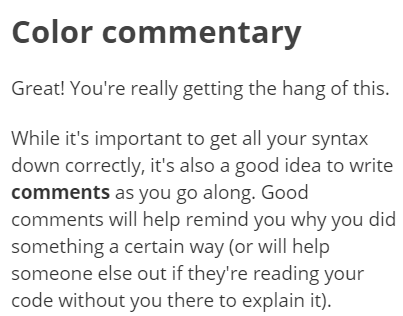 Color commentary
Great! You're really getting the hang of this.
While it's important to get all your syntax
down correctly, it's also a good idea to write
comments as you go along. Good
comments will help remind you why you did
something a certain way (or will help
someone else out if they're reading your
code without you there to explain it).